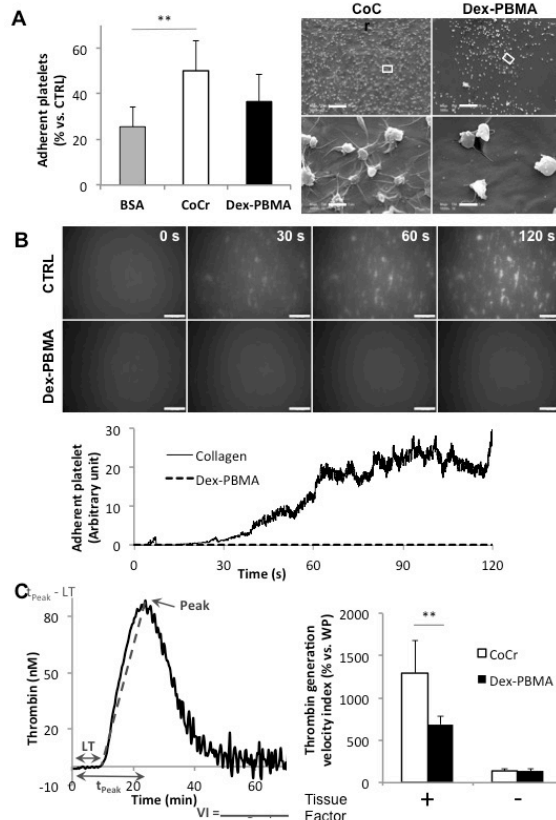 A
Adherent platelets
(% vs. CTRL)
60
40
20
0
BSA
CoCr
Dex-PBMA
**
CoC
Dex-PBMA
B
0 s
30 s
60 s
120 s
CTRL
Dex-PBMA
Adherent platelet
(Arbitrary unit)
30
20
10
0
Collagen
Dex-PBMA
0
30
60
90
120
Time (s)
C
t Peak - LT
Peak
Thrombin (nM)
80
50
20
-10
LT
t Peak
0
20
40
60
Time (min)
VI =
Thrombin generation
velocity index (% vs. WP)
2000
1500
1000
500
0
**
CoCr
Dex-PBMA
Tissue
Factor
+
-